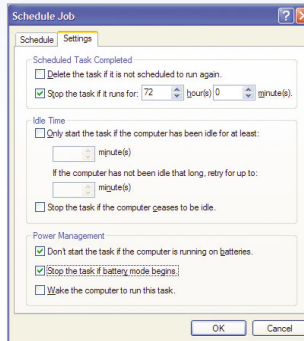 Schedule Job
Schedule Settings
Scheduled Task Completed
Delete the task if it is not scheduled to run again.
Stop the task if it runs for: 72 hour(s) 0 minute(s).
Idle Time
Only start the task if the computer has been idle for at least:
minute(s)
If the computer has not been idle that long, retry for up to:
minute(s)
Stop the task if the computer ceases to be idle.
Power Management
Don't start the task if the computer is running on batteries.
Stop the task if battery mode begins.
Wake the computer to run this task.
OK Cancel